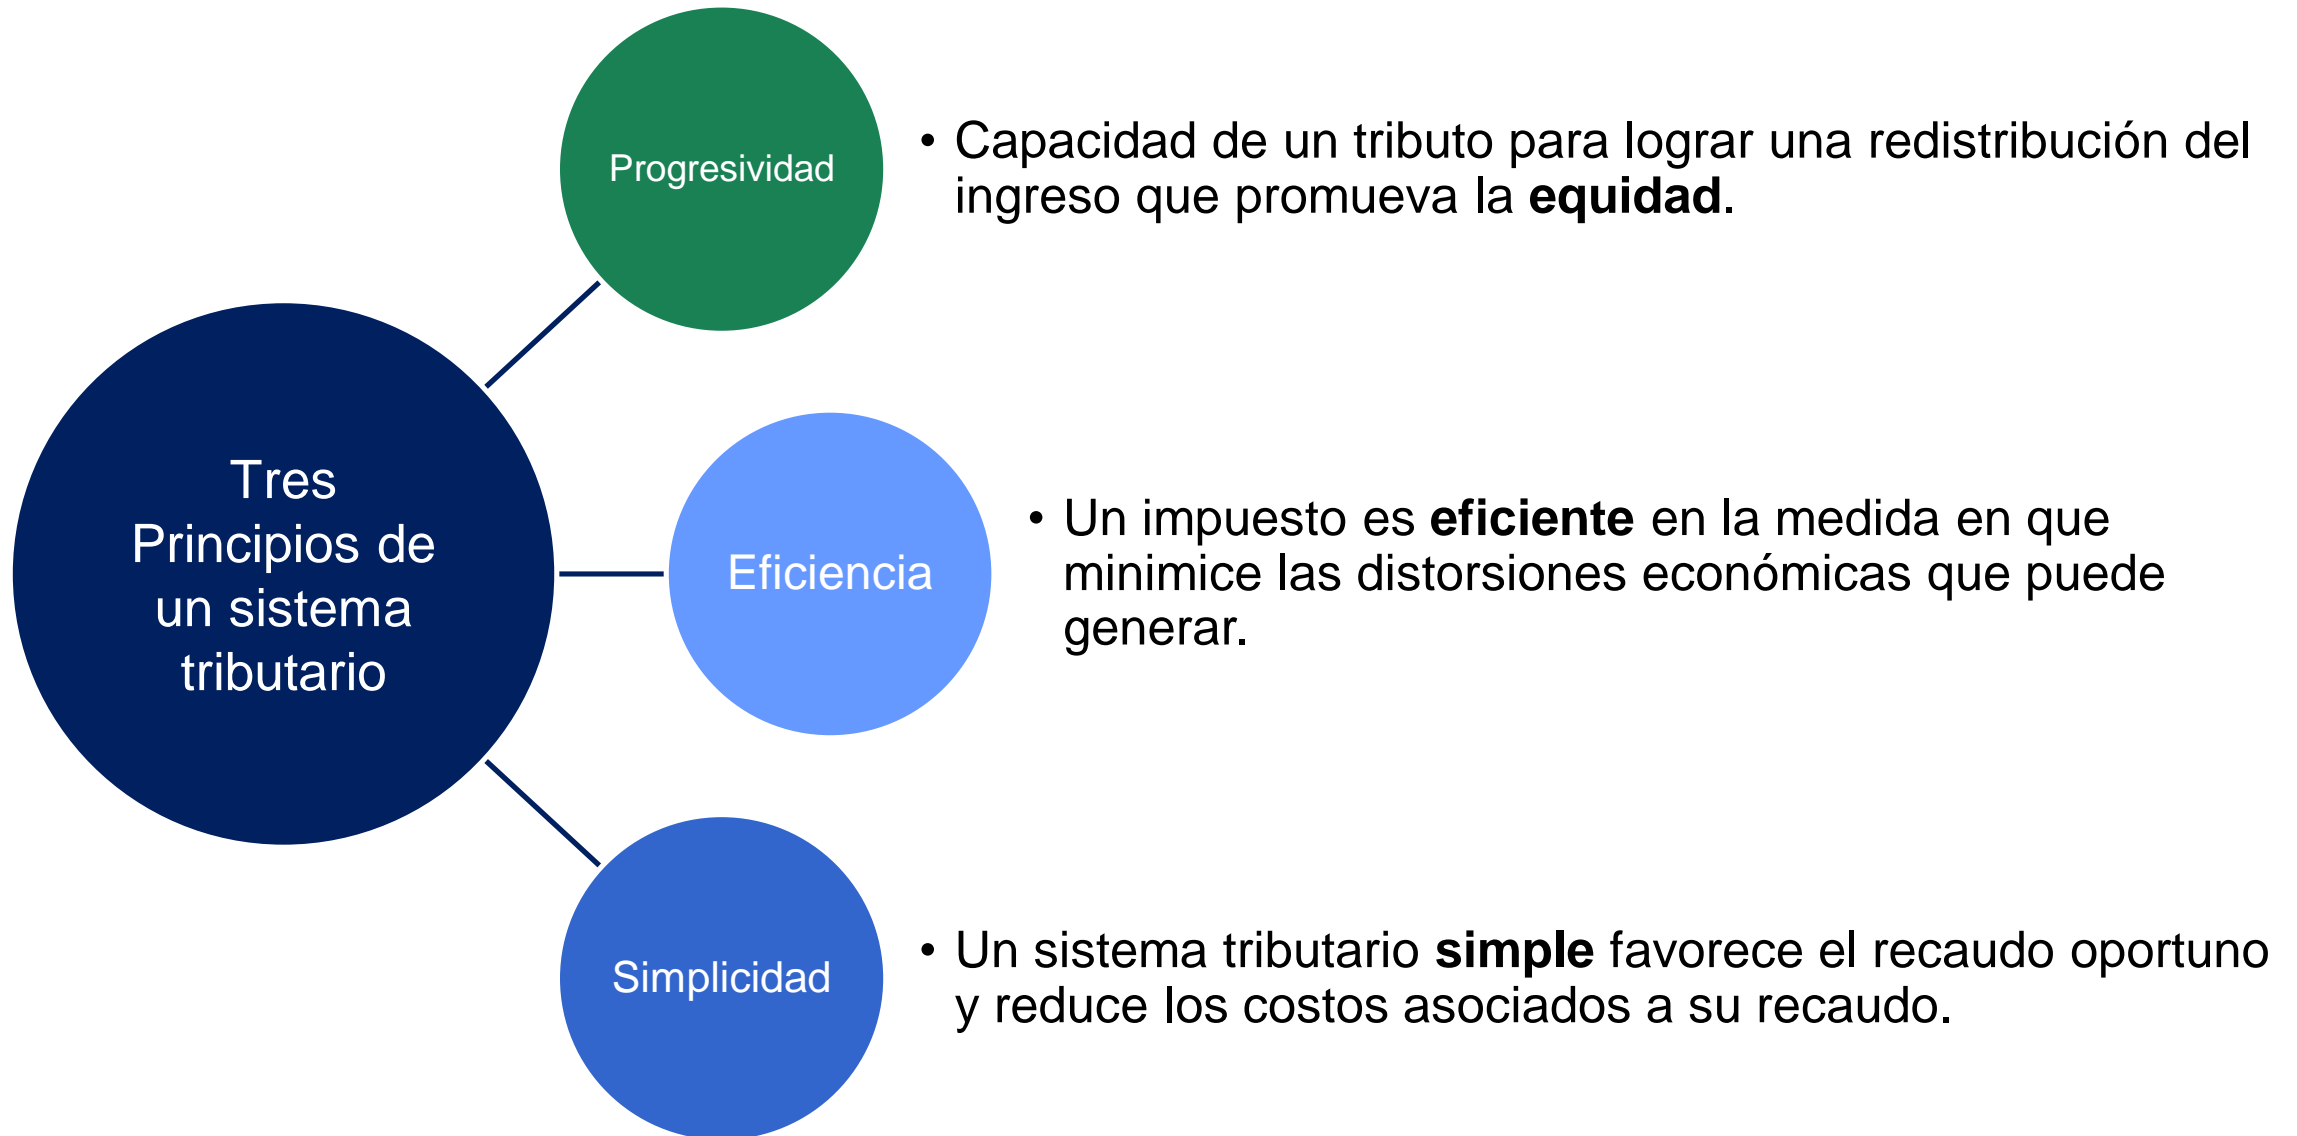 Tres
Principios de
un sistema
tributario
Progresividad
• Capacidad de un tributo para lograr una redistribución del
ingreso que promueva la equidad.
Eficiencia
• Un impuesto es eficiente en la medida en que
minimice las distorsiones económicas que puede
generar.
Simplicidad
• Un sistema tributario simple favorece el recaudo oportuno
y reduce los costos asociados a su recaudo.